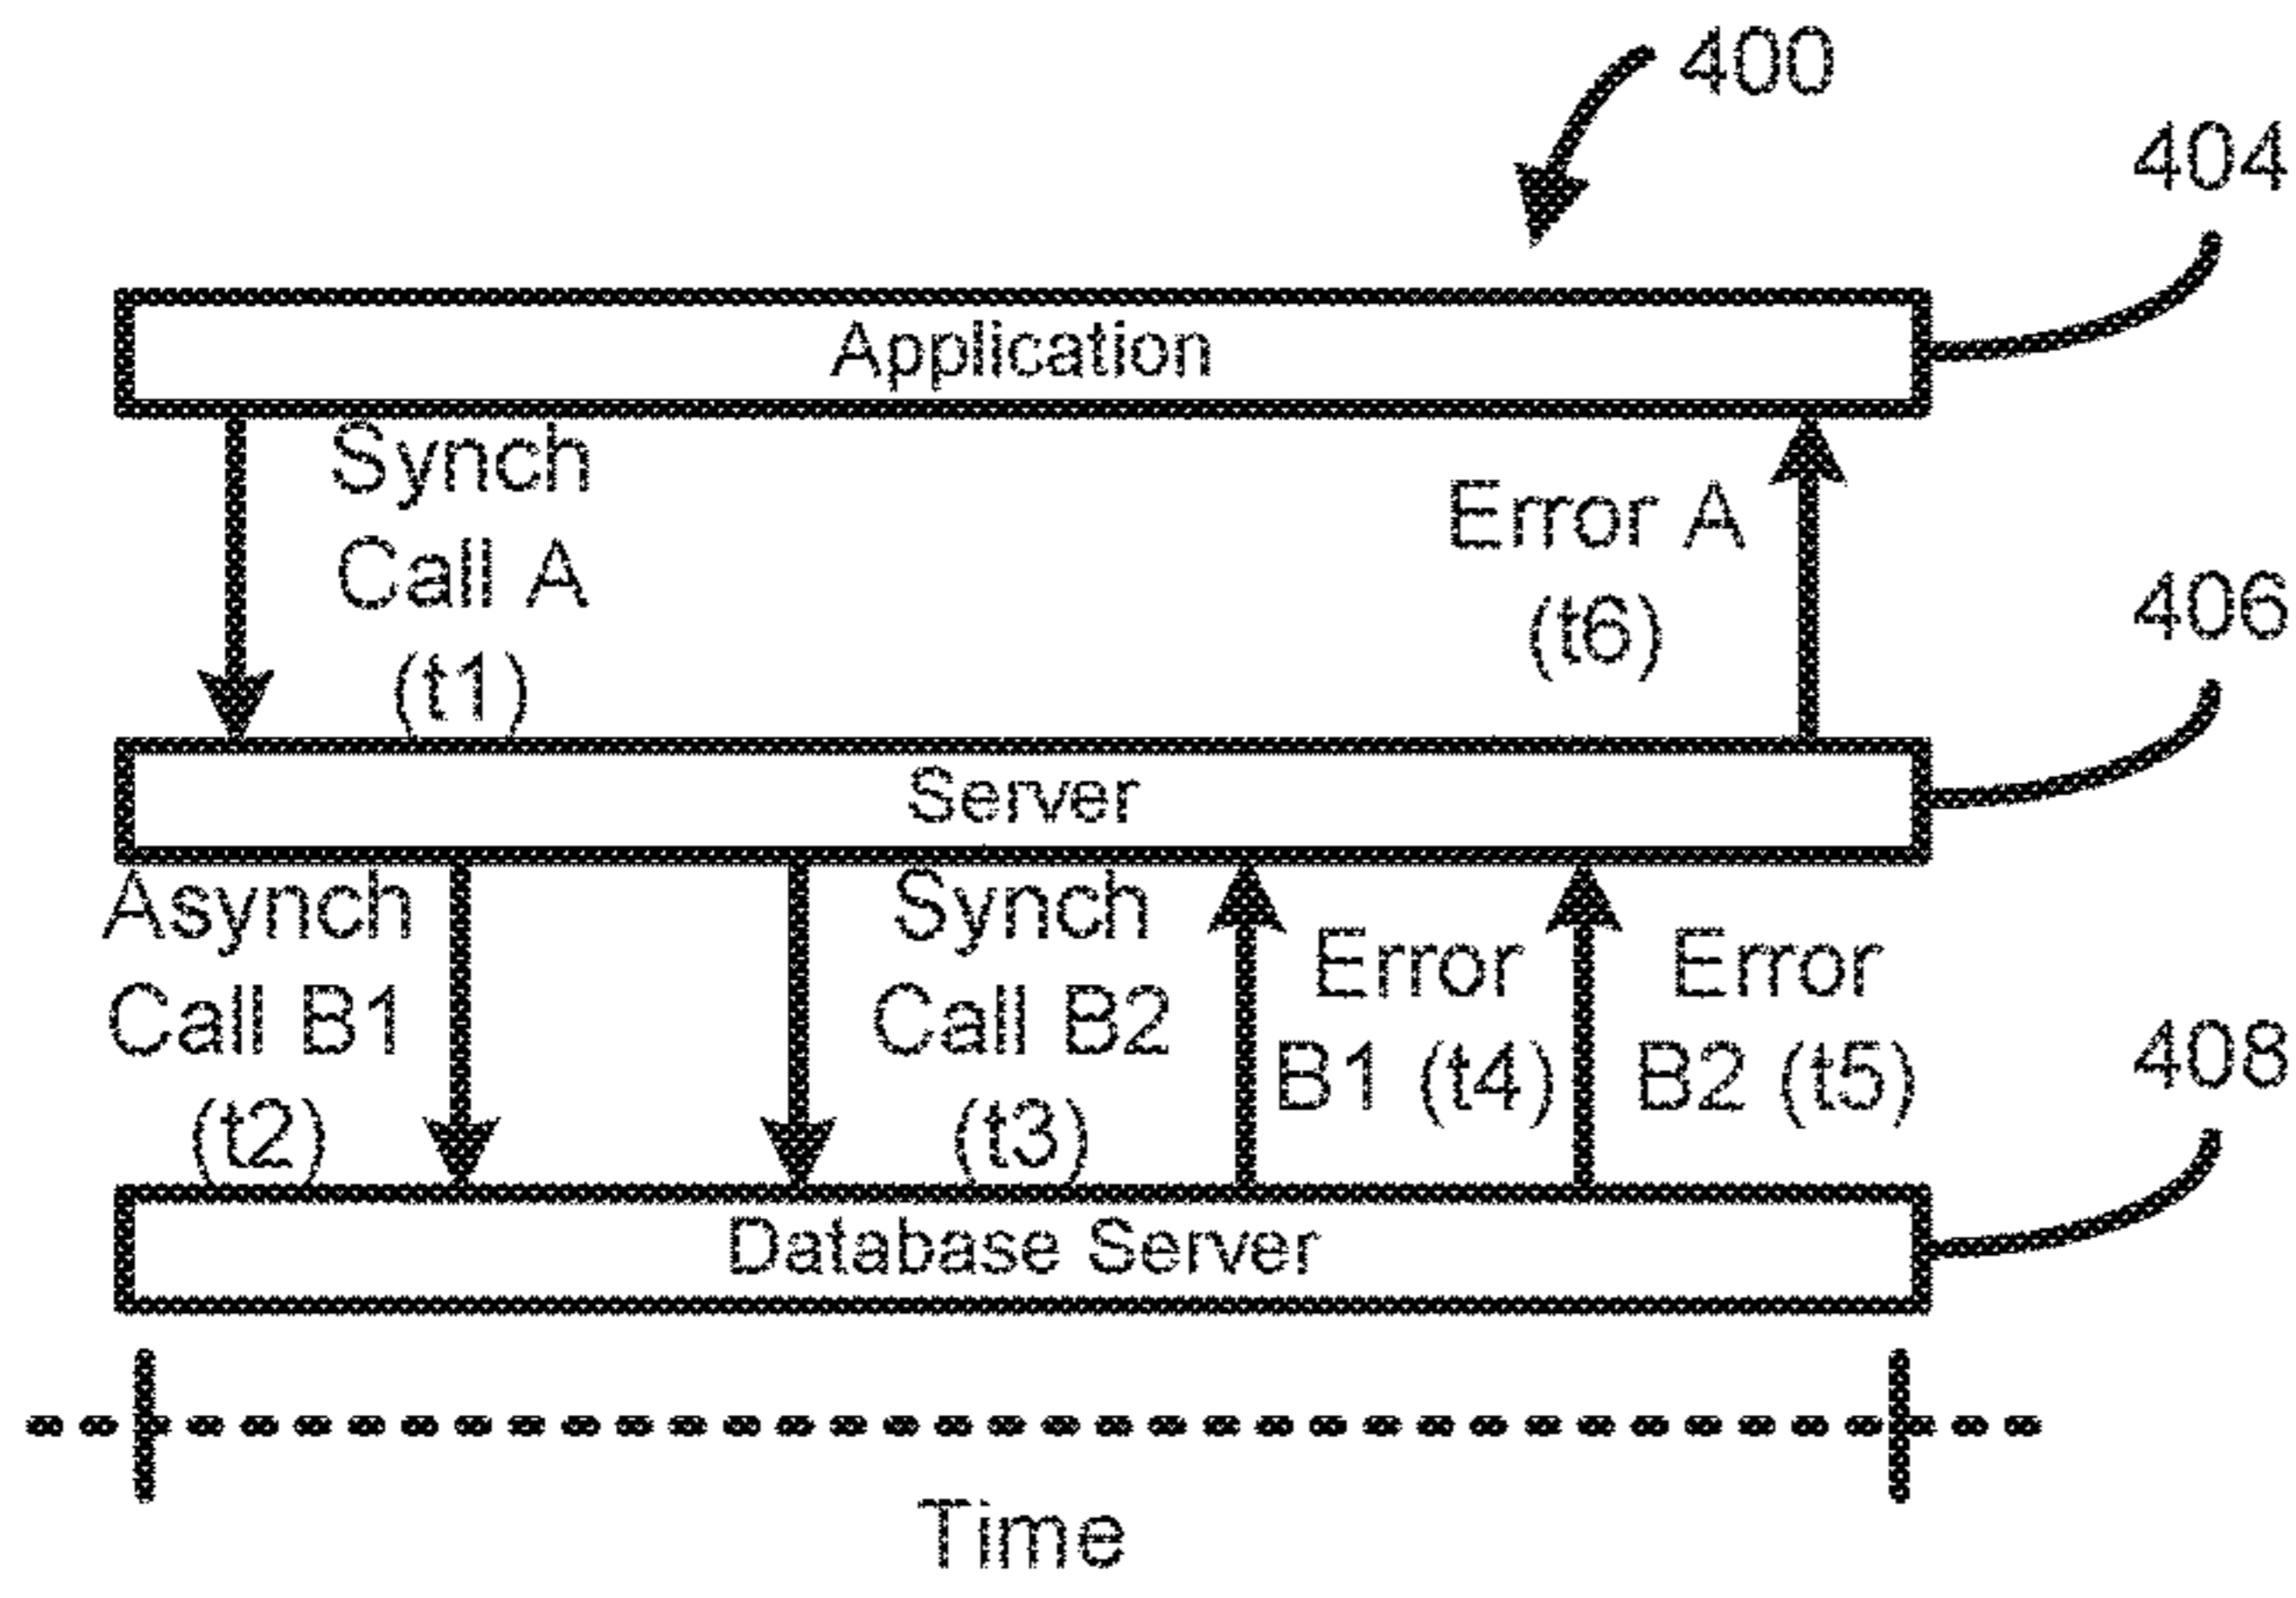 400
404
Application
Synch
Call A
(t1)
Error A
(t6)
406
Server
Asynch
Call B1
(t2)
Synch
Call B2
(t3)
Error
B1 (t4)
Error
B2 (t5)
408
Database Server
Time